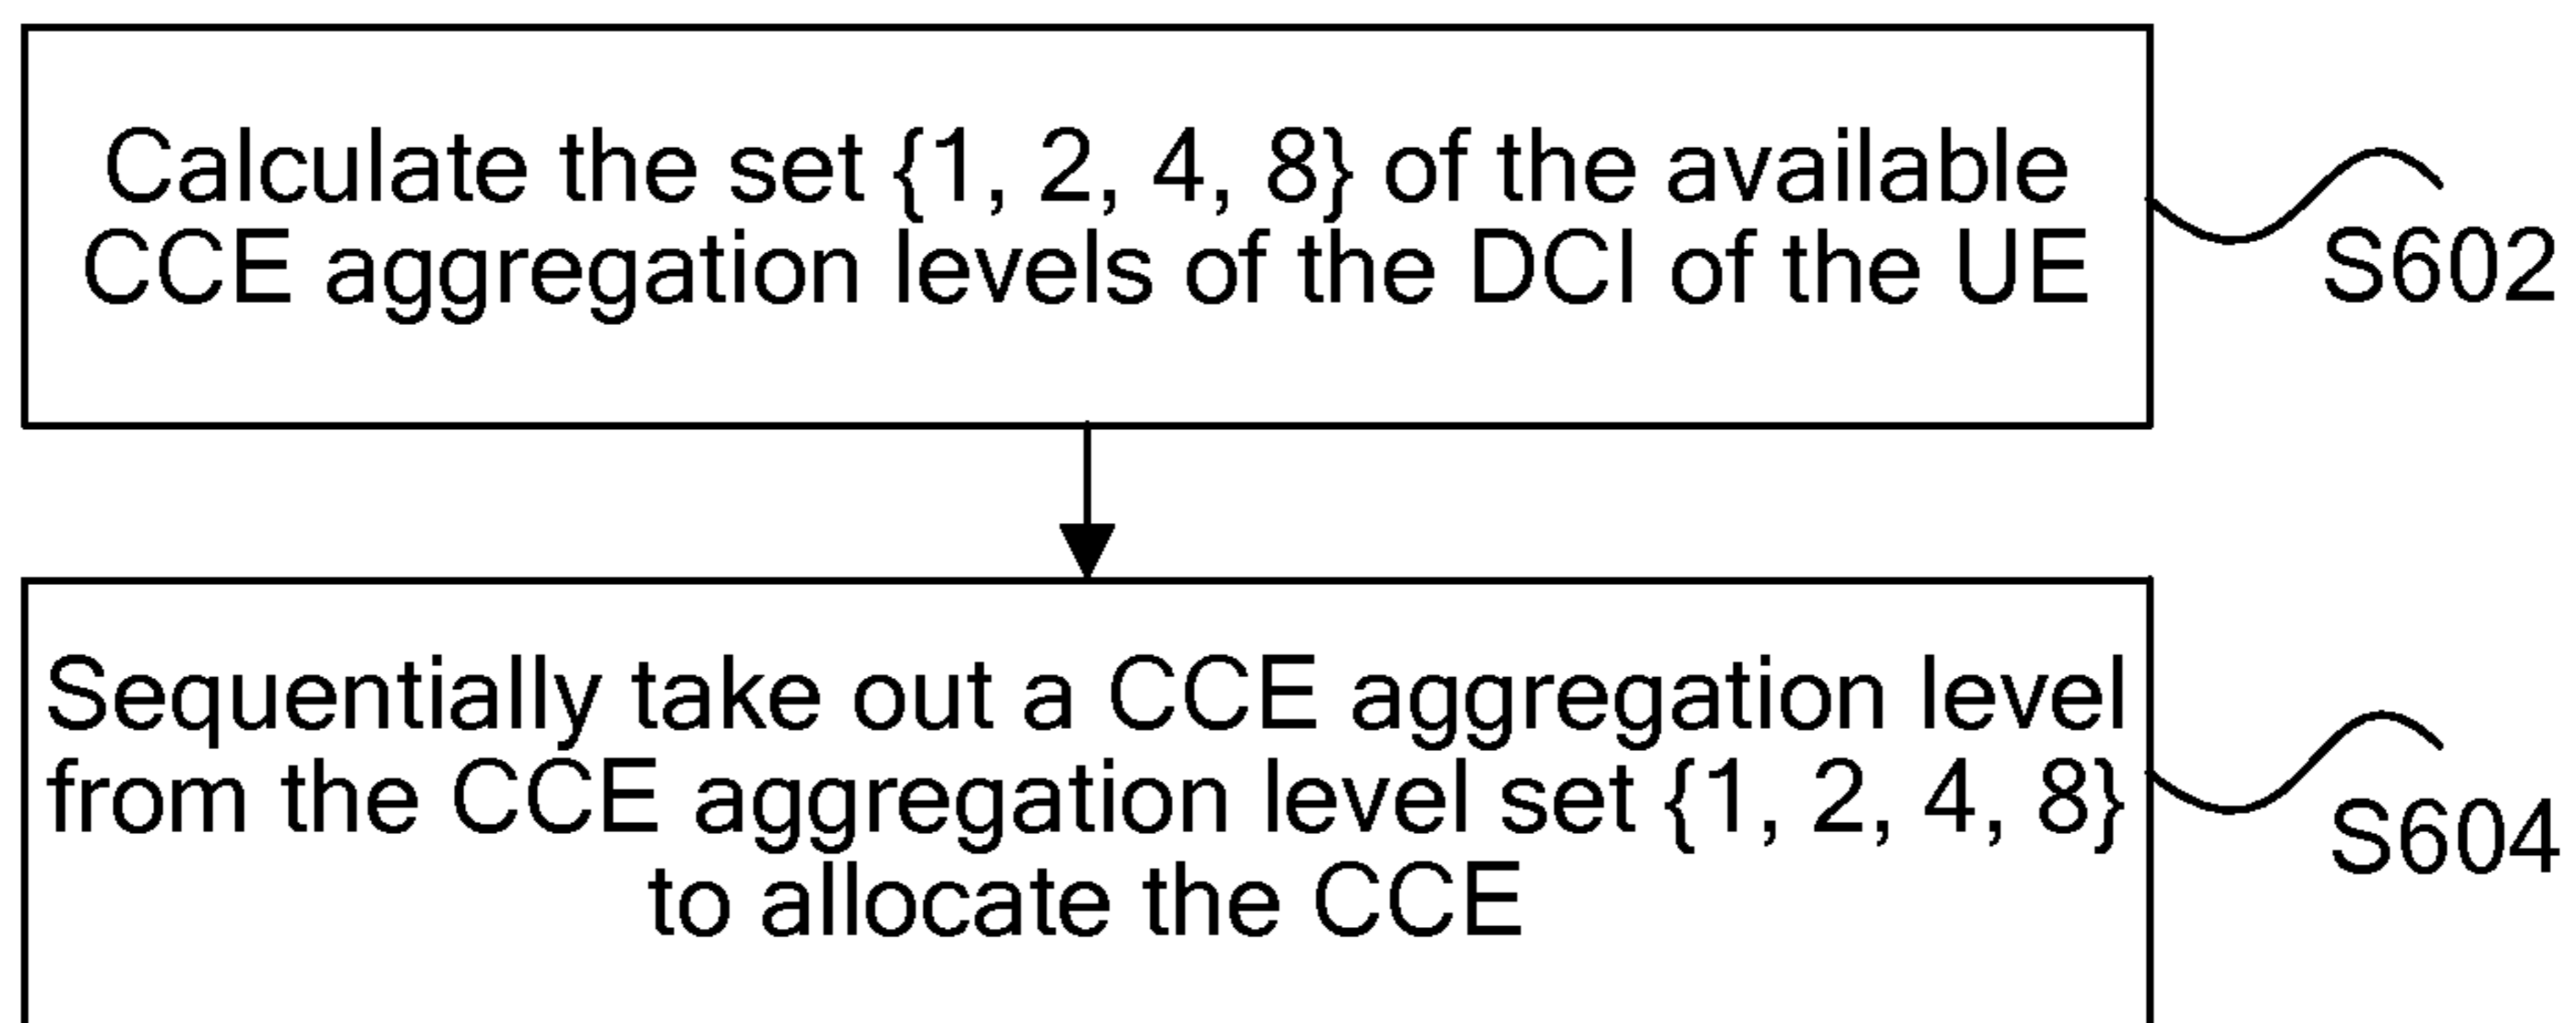 Calculate the set {1, 2, 4, 8} of the available
CCE aggregation levels of the DCI of the UE
S602
Sequentially take out a CCE aggregation level
from the CCE aggregation level set {1, 2, 4, 8}
to allocate the CCE
S604